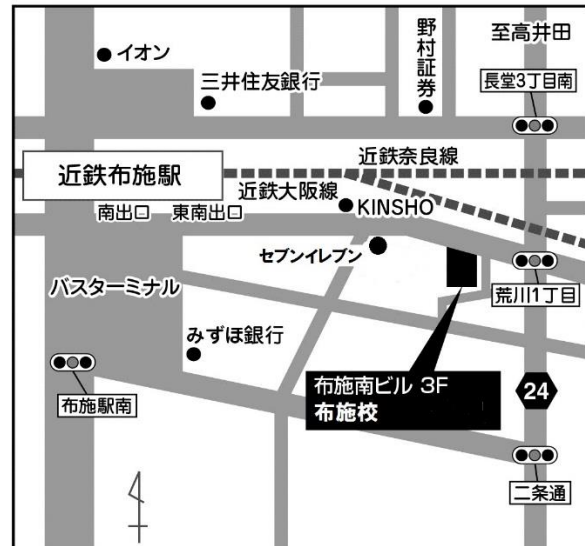 イオン
三井住友銀行
野村証券
至高井田
長堂3丁目南
近鉄奈良線
近鉄布施駅
近鉄大阪線
南出口
東南出口
KINSHO
セブンイレブン
バスターミナル
荒川1丁目
みずほ銀行
布施南ビル 3F
布施校
布施駅南
24
二条通